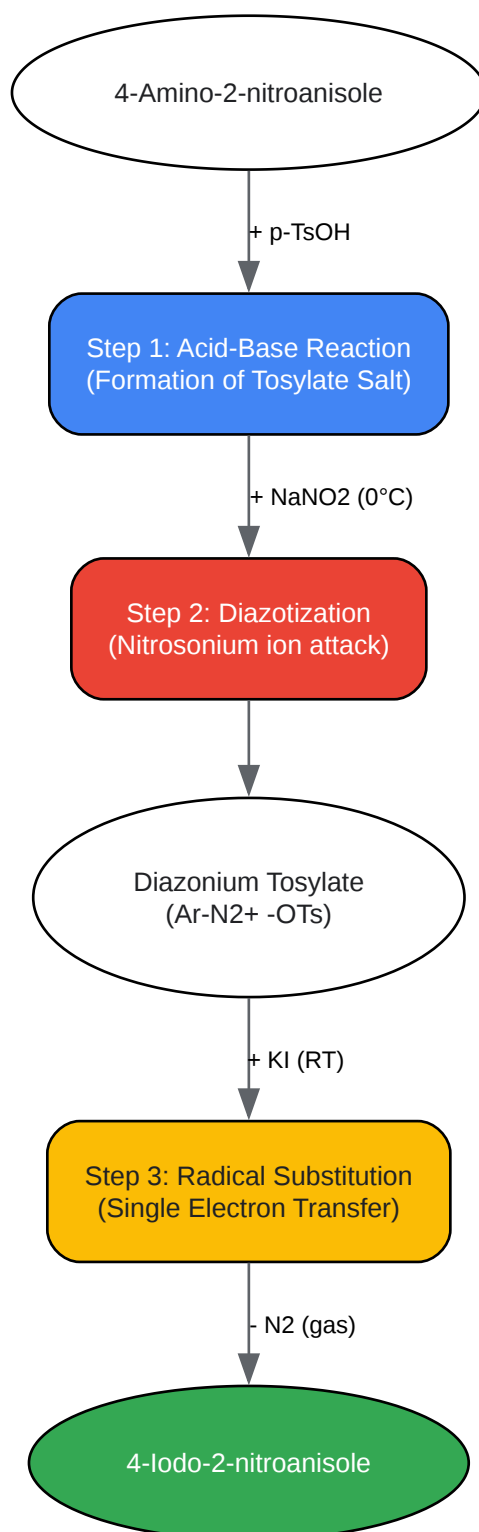 4-Amino-2-nitroanisole
+ p-TsOH
Step 1: Acid-Base Reaction
(Formation of Tosylate Salt)
+ NaNO2 (0°C)
Step 2: Diazotization
(Nitrosonium ion attack)
Diazonium Tosylate
(Ar-N2+ -OTs)
+ KI (RT)
Step 3: Radical Substitution
(Single Electron Transfer)
- N2 (gas)
4-Iodo-2-nitroanisole